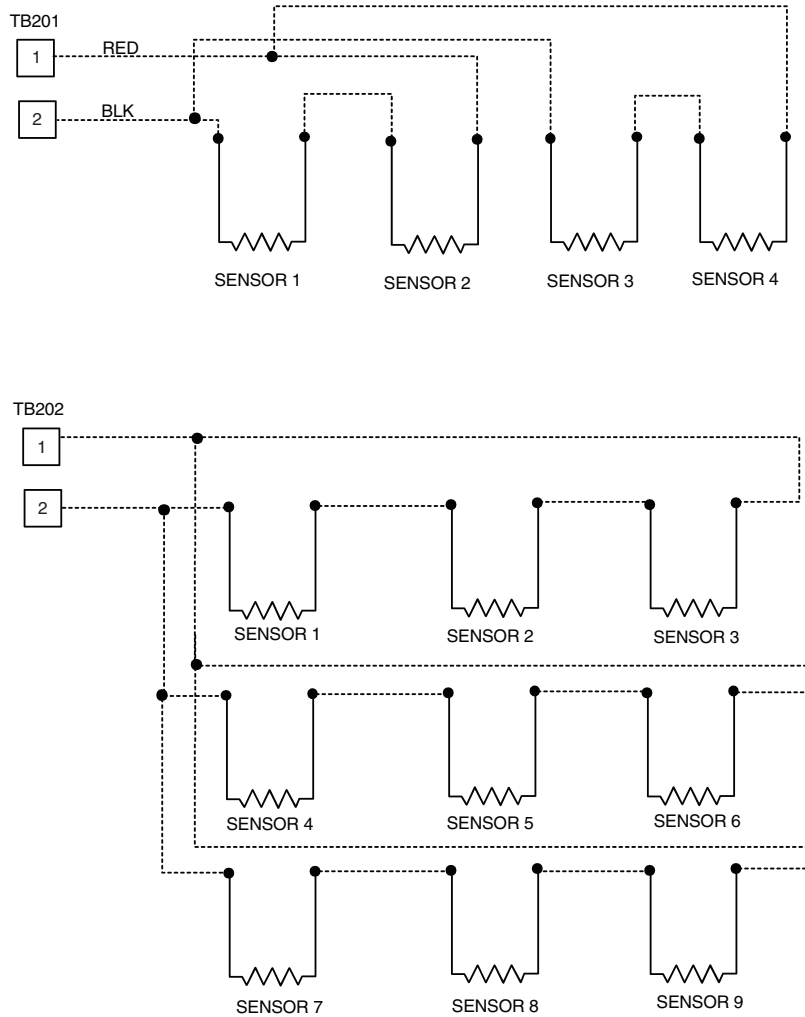 TB201
1
RED
2
BLK
SENSOR 1
SENSOR 2
SENSOR 3
SENSOR 4
TB202
1
2
SENSOR 1
SENSOR 2
SENSOR 3
SENSOR 4
SENSOR 5
SENSOR 6
SENSOR 7
SENSOR 8
SENSOR 9